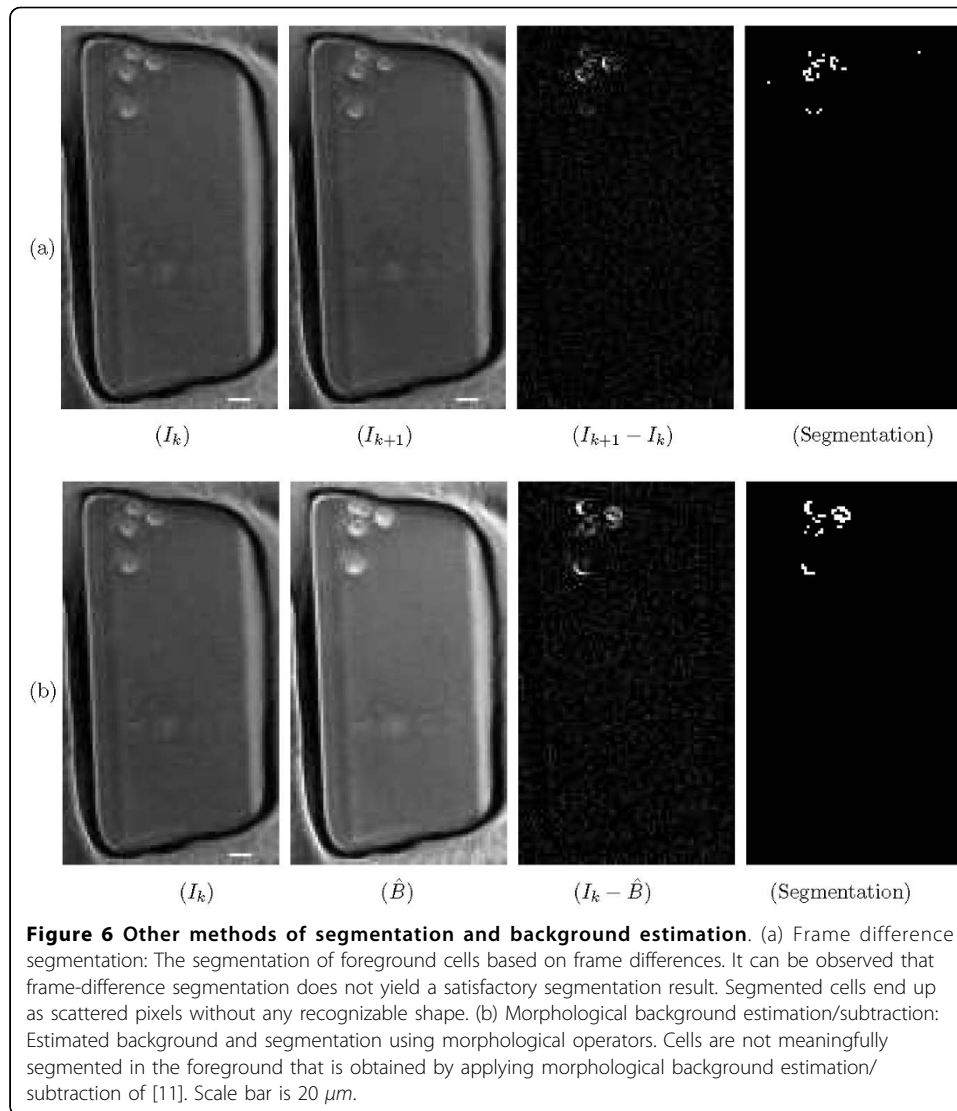 (a)
(I_k)
(I_{k+1})
(I_{k+1} − I_k)
(Segmentation)
(b)
(I_k)
(B̂)
(I_k − B̂)
(Segmentation)
Figure 6 Other methods of segmentation and background estimation. (a) Frame difference
segmentation: The segmentation of foreground cells based on frame differences. It can be observed that
frame-difference segmentation does not yield a satisfactory segmentation result. Segmented cells end up
as scattered pixels without any recognizable shape. (b) Morphological background estimation/subtraction:
Estimated background and segmentation using morphological operators. Cells are not meaningfully
segmented in the foreground that is obtained by applying morphological background estimation/
subtraction of [11]. Scale bar is 20 μm.